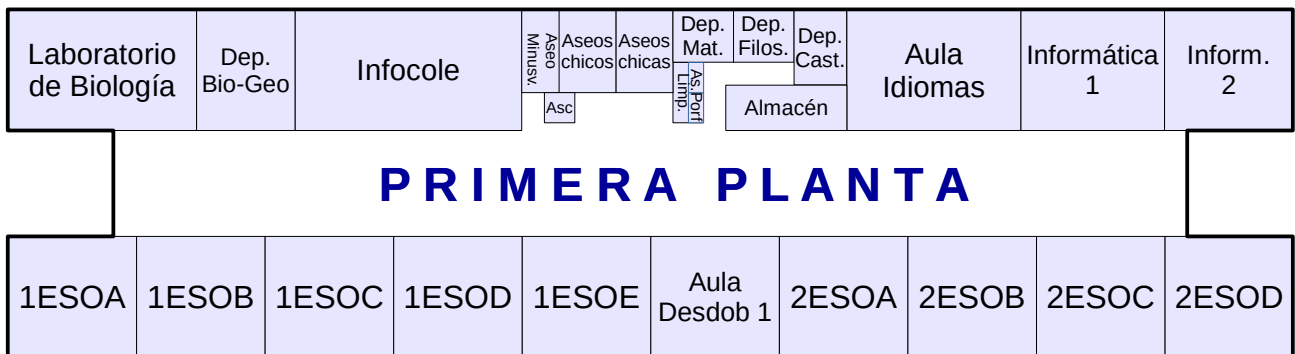 Laboratorio
de Biología
Dep.
Bio-Geo
Infocole
Aseo
Minusv.
Aseos
chicos
Aseos
chicas
Asc
Dep.
Mat.
As.Porf
Limp.
Dep.
Filos.
Dep.
Cast.
Almacén
Aula
Idiomas
Informática
1
Inform.
2
PRIMERA PLANTA
1ESOA
1ESOB
1ESOC
1ESOD
1ESOE
Aula
Desdob 1
2ESOA
2ESOB
2ESOC
2ESOD